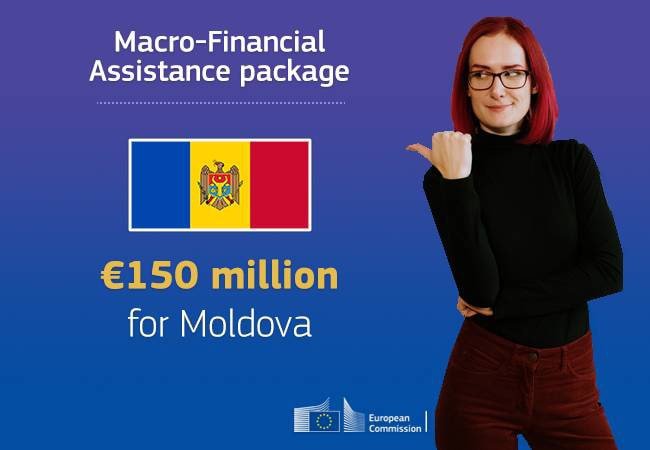 Macro-Financial
Assistance package
€150 million
for Moldova
European
Commission